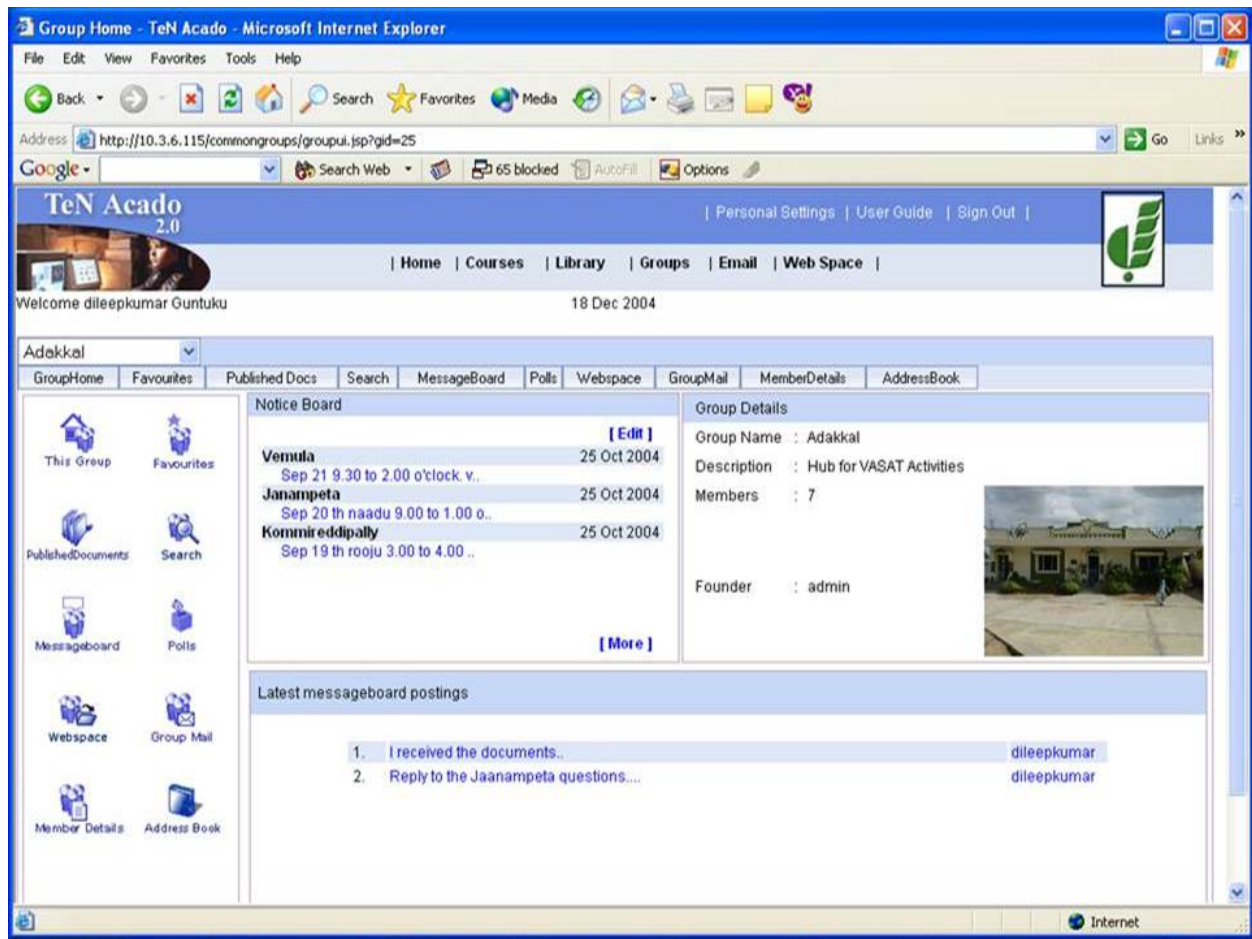 Group Home - TeN Acado - Microsoft Internet Explorer
File Edit View Favorites Tools Help
Back Search Favorites Media
Address http://10.3.6.115/commongroups/groupui.jsp?gid=25 Go Links »
Google Search Web 65 blocked AutoFill Options
TeN Acado
2.0
| Personal Settings | User Guide | Sign Out |
| Home | Courses | Library | Groups | Email | Web Space |
Welcome dileepkumar Guntuku 18 Dec 2004
Adakkal
GroupHome Favourites Published Docs Search MessageBoard Polls Webspace GroupMail MemberDetails AddressBook
This Group Favourites
PublishedDocuments Search
Messageboard Polls
Webspace Group Mail
Member Details Address Book
Notice Board
[ Edit ]
Vemula 25 Oct 2004
Sep 21 9.30 to 2.00 o'clock. v..
Janampeta 25 Oct 2004
Sep 20 th naadu 9.00 to 1.00 o..
Kommireddipally 25 Oct 2004
Sep 19 th rooju 3.00 to 4.00 ..
[ More ]
Group Details
Group Name : Adakkal
Description : Hub for VASAT Activities
Members : 7
Founder : admin
Latest messageboard postings
1. I received the documents.. dileepkumar
2. Reply to the Jaanampeta questions.... dileepkumar
Internet